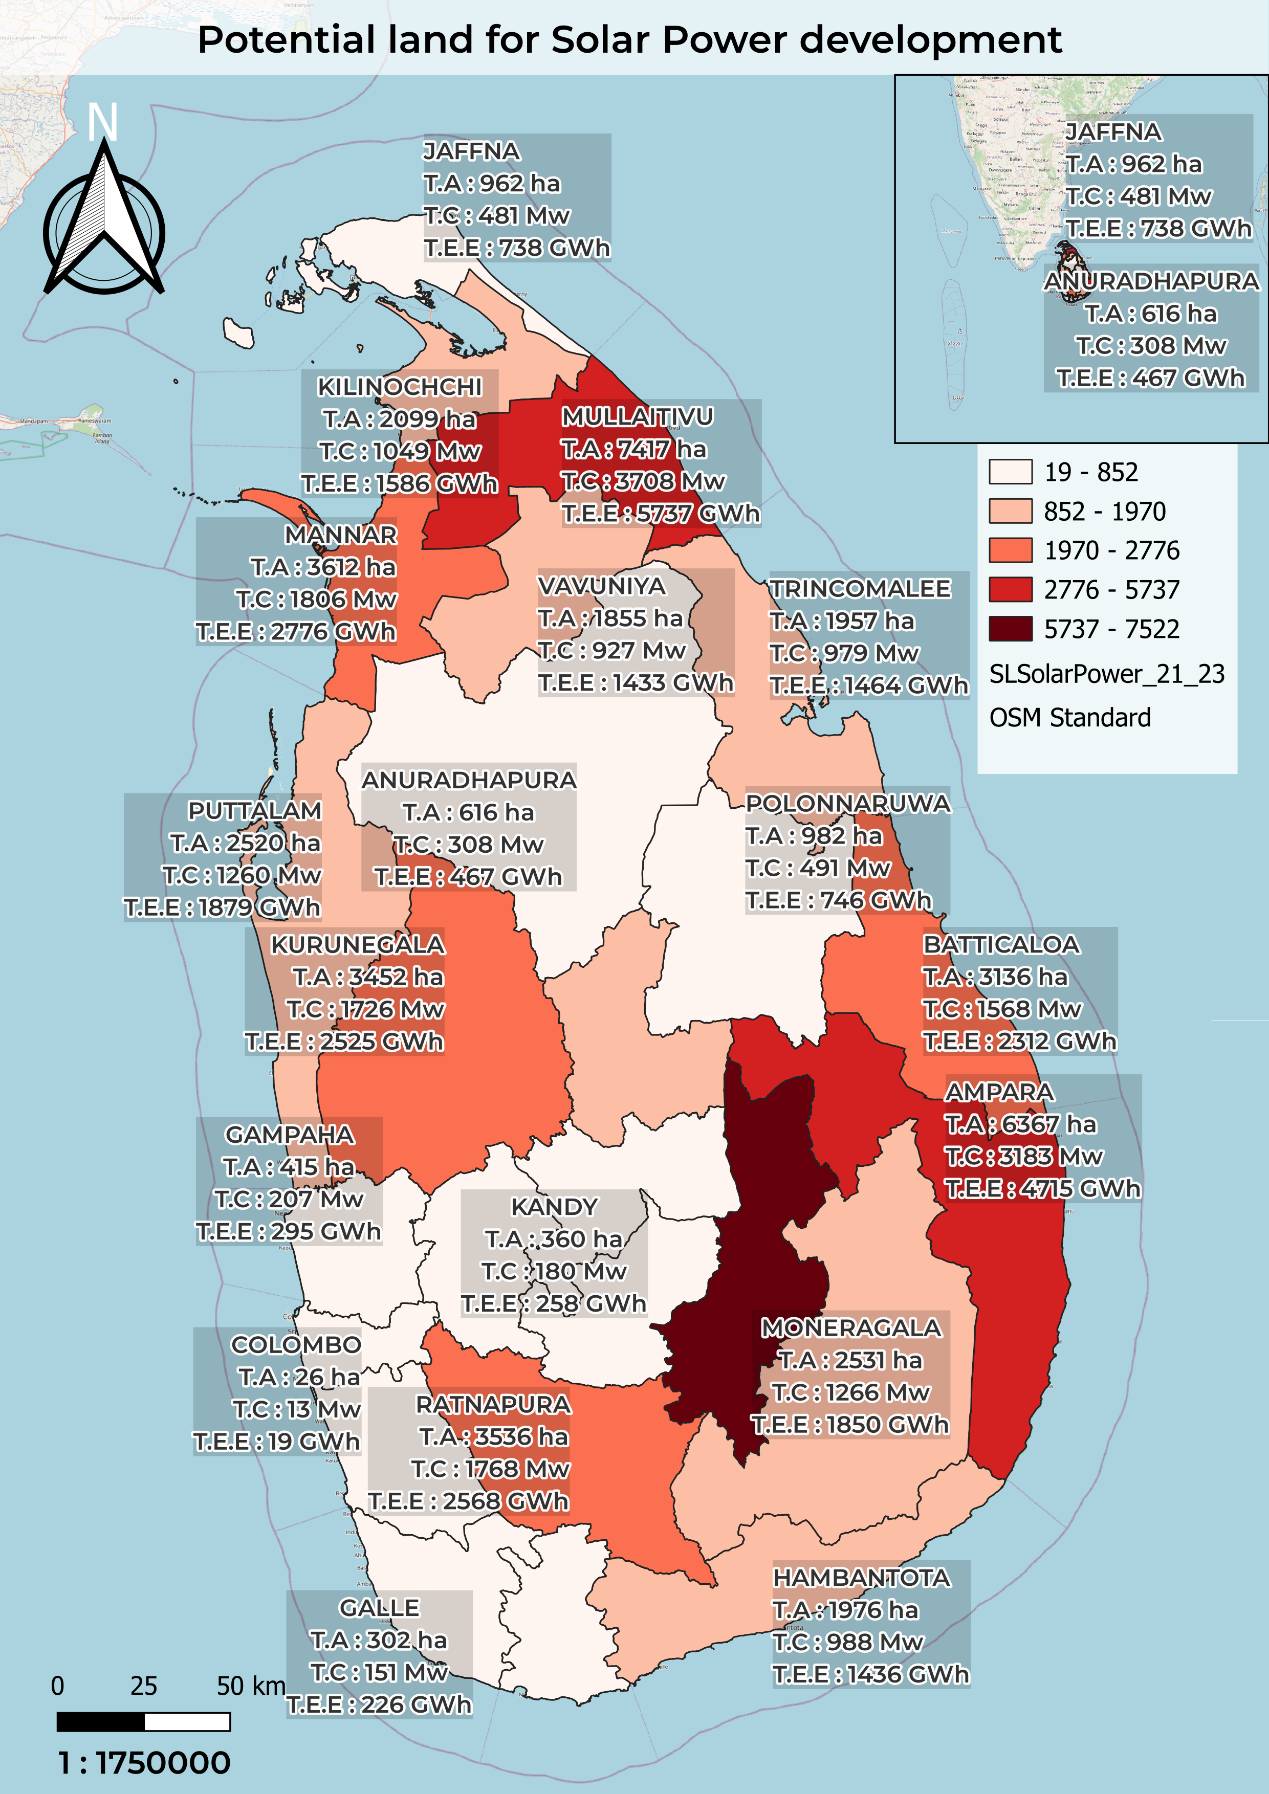 Potential land for Solar Power development
N
JAFFNA
T.A : 962 ha
T.C : 481 Mw
T.E.E : 738 GWh
JAFFNA
T.A : 962 ha
T.C : 481 Mw
T.E.E : 738 GWh
ANURADHAPURA
T.A : 616 ha
T.C : 308 Mw
T.E.E : 467 GWh
KILINOCHCHI
T.A : 2099 ha
T.C : 1049 Mw
T.E.E : 1586 GWh
MULLAITIVU
T.A : 7417 ha
T.C : 3708 Mw
T.E.E : 5737 GWh
19 - 852
852 - 1970
1970 - 2776
2776 - 5737
5737 - 7522
SLSolarPower_21_23
OSM Standard
MANNAR
T.A : 3612 ha
T.C : 1806 Mw
T.E.E : 2776 GWh
VAVUNIYA
T.A : 1855 ha
T.C : 927 Mw
T.E.E : 1433 GWh
TRINCOMALEE
T.A : 1957 ha
T.C : 979 Mw
T.E.E : 1464 GWh
ANURADHAPURA
T.A : 616 ha
T.C : 308 Mw
T.E.E : 467 GWh
PUTTALAM
T.A : 2520 ha
T.C : 1260 Mw
T.E.E : 1879 GWh
POLONNARUWA
T.A : 982 ha
T.C : 491 Mw
T.E.E : 746 GWh
KURUNEGALA
T.A : 3452 ha
T.C : 1726 Mw
T.E.E : 2525 GWh
BATTICALOA
T.A : 3136 ha
T.C : 1568 Mw
T.E.E : 2312 GWh
AMPARA
T.A : 6367 ha
T.C : 3183 Mw
T.E.E : 4715 GWh
GAMPAHA
T.A : 415 ha
T.C : 207 Mw
T.E.E : 295 GWh
KANDY
T.A : 360 ha
T.C : 180 Mw
T.E.E : 258 GWh
MONERAGALA
T.A : 2531 ha
T.C : 1266 Mw
T.E.E : 1850 GWh
COLOMBO
T.A : 26 ha
T.C : 13 Mw
T.E.E : 19 GWh
RATNAPURA
T.A : 3536 ha
T.C : 1768 Mw
T.E.E : 2568 GWh
HAMBANTOTA
T.A : 1976 ha
T.C : 988 Mw
T.E.E : 1436 GWh
GALLE
T.A : 302 ha
T.C : 151 Mw
T.E.E : 226 GWh
0 25 50 km
1 : 1750000